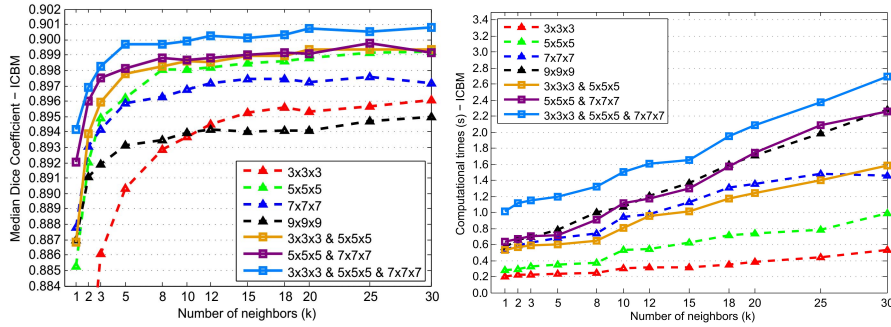 0.902
0.901
0.900
0.899
0.898
0.897
0.896
0.895
0.894
0.893
0.892
0.891
0.890
0.889
0.888
0.887
0.886
0.885
0.884
Median Dice Coefficient − ICBM
3x3x3
5x5x5
7x7x7
9x9x9
3x3x3 & 5x5x5
5x5x5 & 7x7x7
3x3x3 & 5x5x5 & 7x7x7
1 2 3 5 8 10 12 15 18 20 25 30
Number of neighbors (k)
3.4
3.2
3.0
2.8
2.6
2.4
2.2
2.0
1.8
1.6
1.4
1.2
1.0
0.8
0.6
0.4
0.2
0.0
Computational times (s) − ICBM
3x3x3
5x5x5
7x7x7
9x9x9
3x3x3 & 5x5x5
5x5x5 & 7x7x7
3x3x3 & 5x5x5 & 7x7x7
1 2 3 5 8 10 12 15 18 20 25 30
Number of neighbors (k)